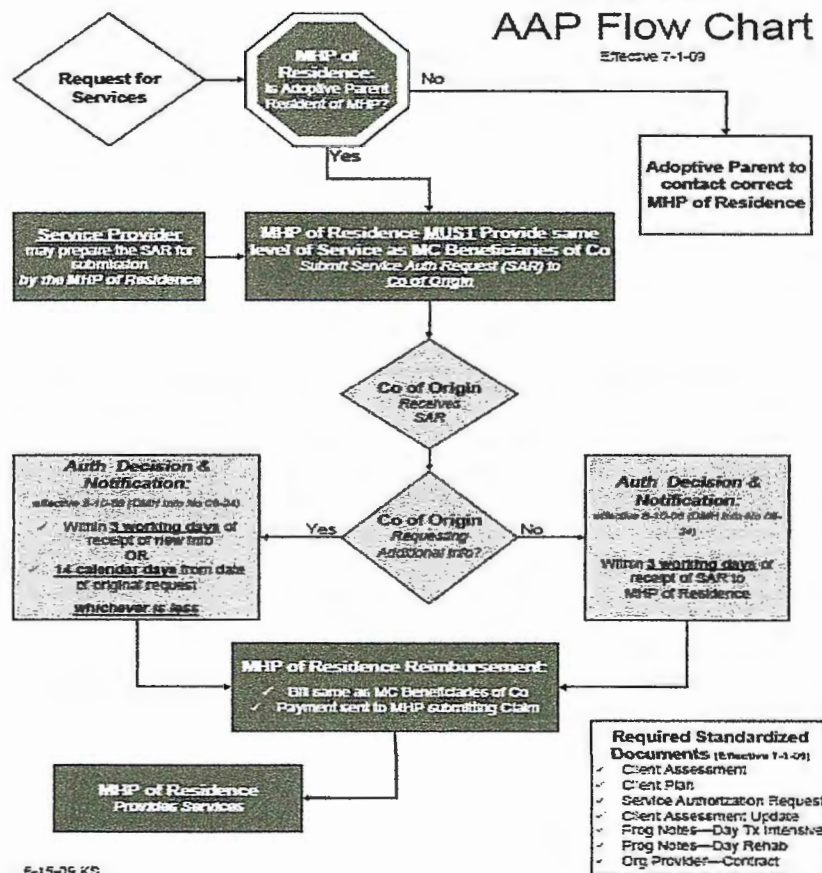 AAP Flow Chart
Effective 7-1-09
Request for
Services
MHP of
Residence:
Is Adoptive Parent
Resident of MHP?
No
Yes
Adoptive Parent to
contact correct
MHP of Residence
Service Provider
may prepare the SAR for
submission
by the MHP of Residence
MHP of Residence MUST Provide same
level of Service as MC Beneficiaries of Co
Submit Service Auth Request (SAR) to
Co of Origin
Co of Origin
Receives
SAR
Auth Decision &
Notification:
✓ Within 3 working days of
receipt of new info
OR
✓ 14 calendar days from date
of original request
whichever is less
Yes
Co of Origin
Requesting
Additional Info?
No
Auth Decision &
Notification:
Within 3 working days of
receipt of SAR to
MHP of Residence
MHP of Residence Reimbursement:
✓ Bill same as MC Beneficiaries of Co
✓ Payment sent to MHP submitting Claim
MHP of Residence
Provides Services
Required Standardized
Documents (Effective 7-1-09)
✓ Client Assessment
✓ Client Plan
✓ Service Authorization Request
✓ Client Assessment Update
✓ Prog Notes—Day Tx Intensive
✓ Prog Notes—Day Rehab
✓ Org Provider—Contract